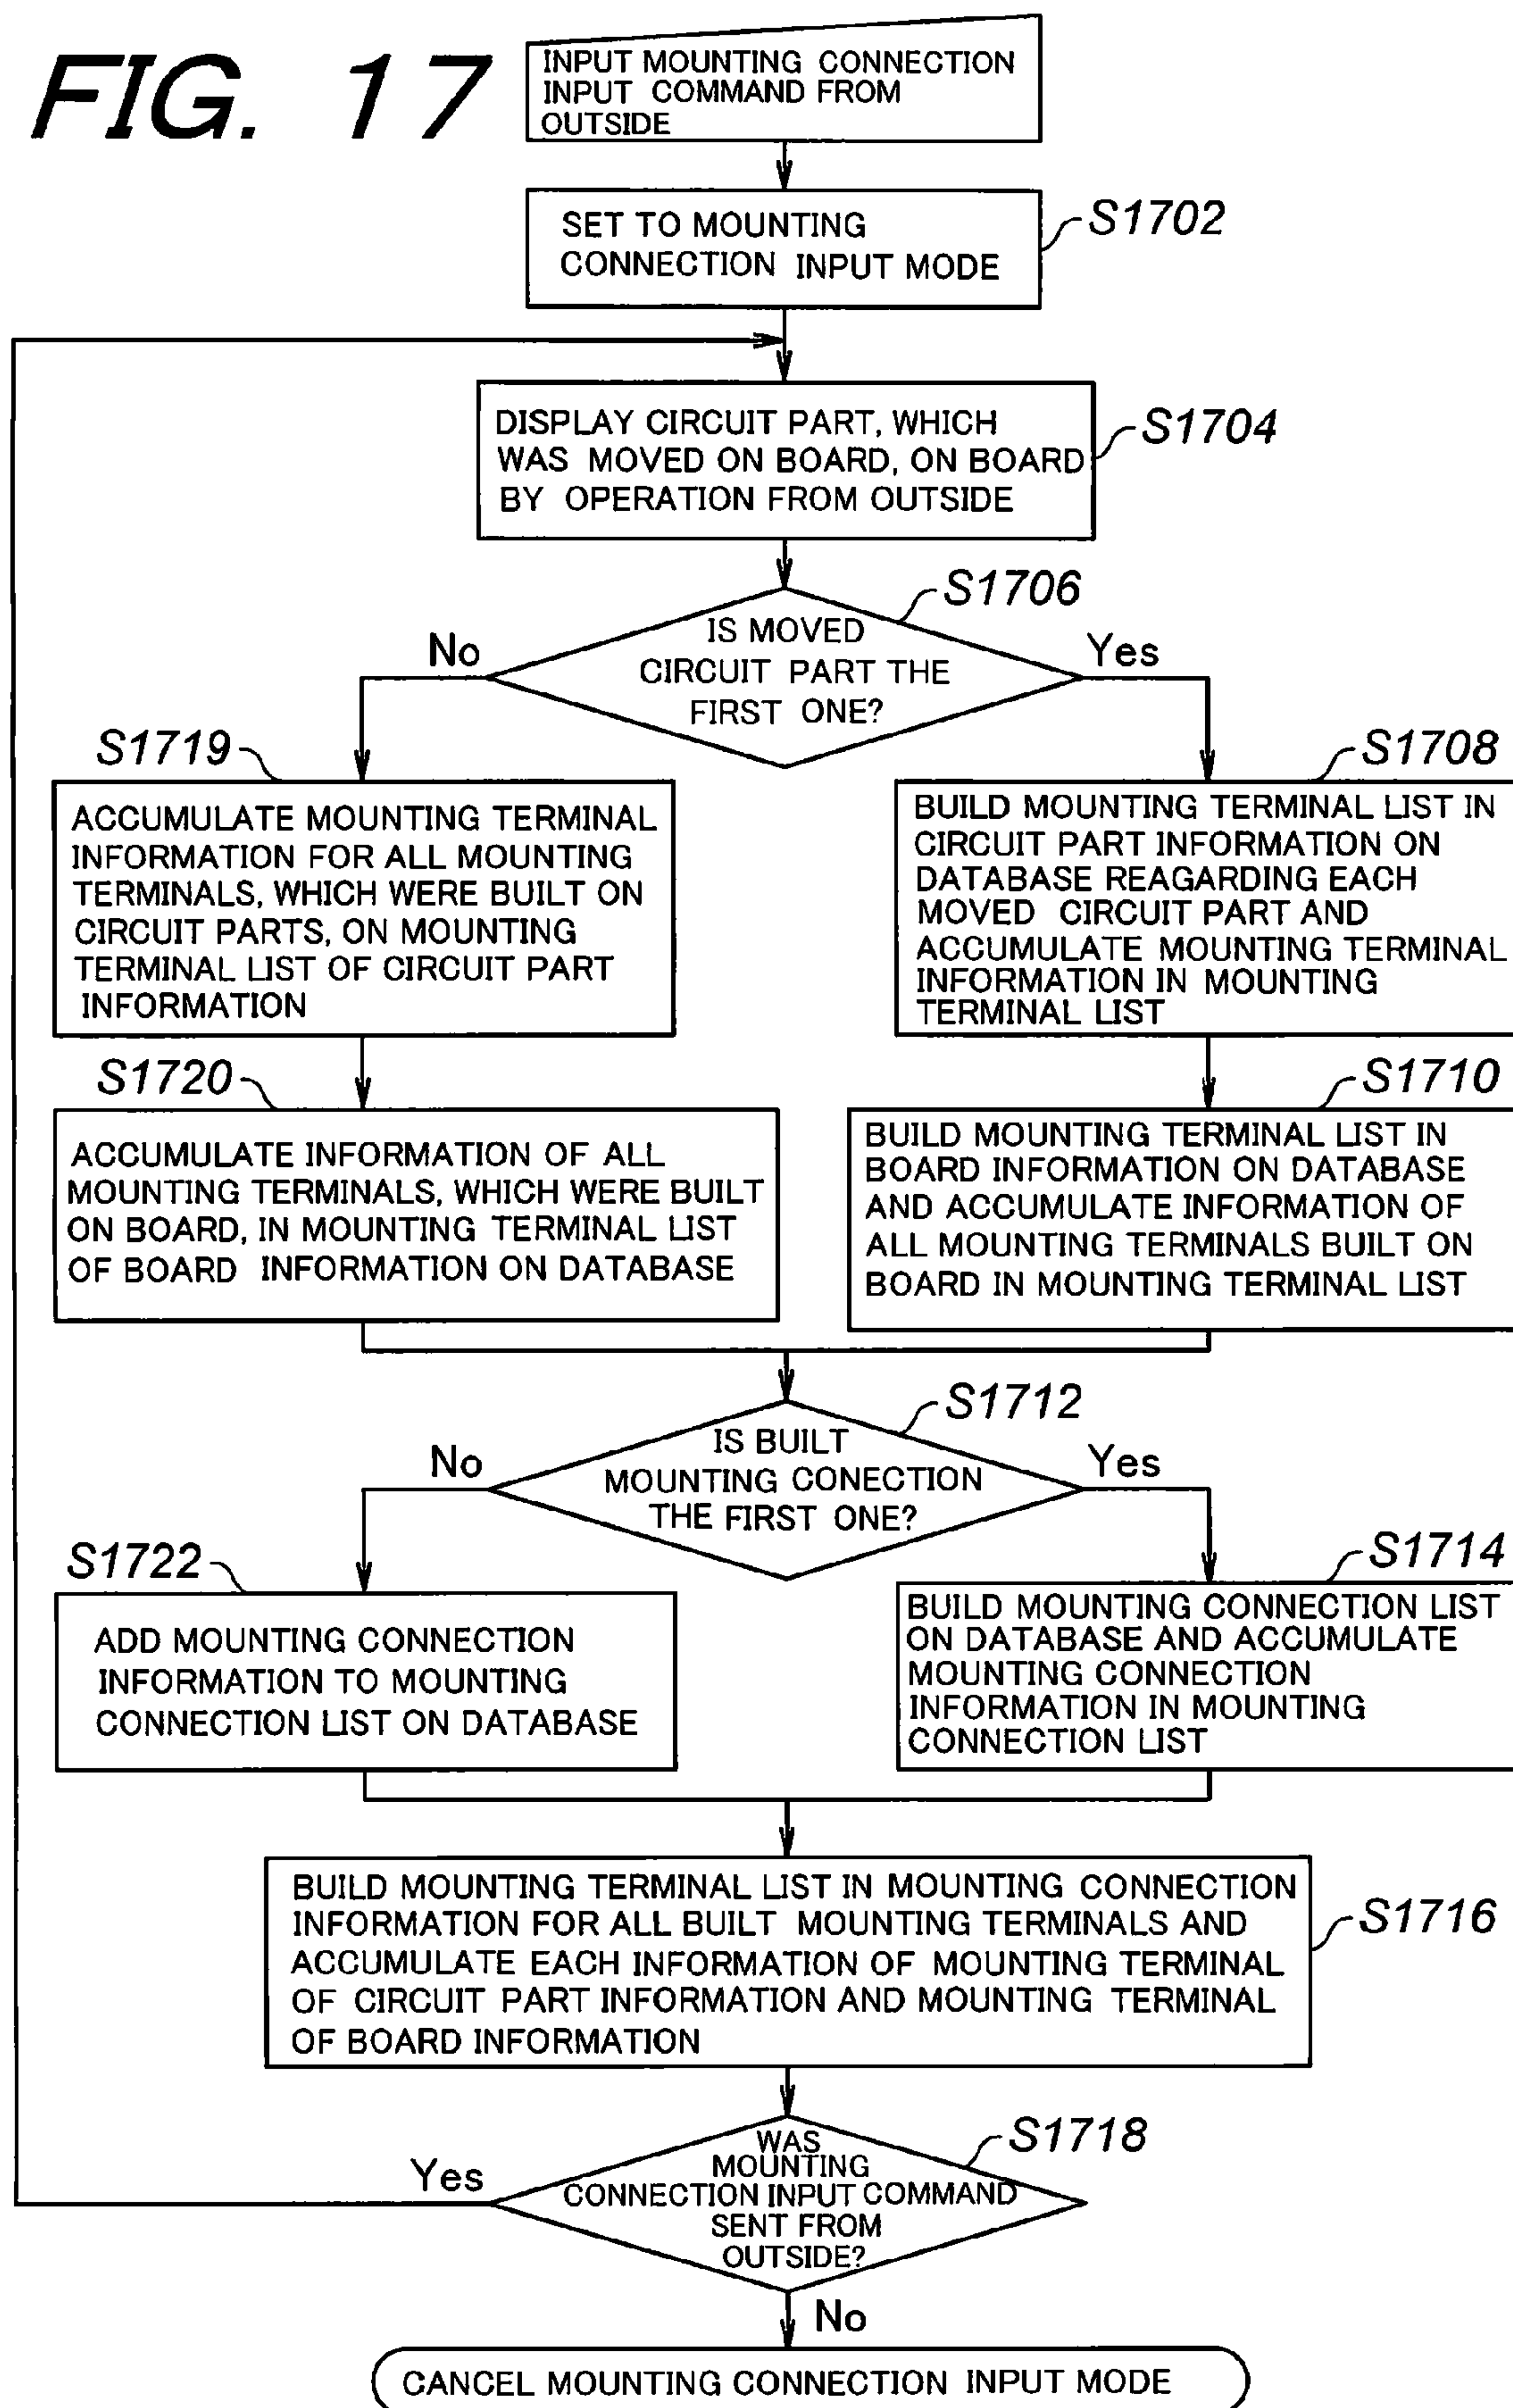 FIG. 17
INPUT MOUNTING CONNECTION
INPUT COMMAND FROM
OUTSIDE
SET TO MOUNTING
CONNECTION INPUT MODE
S1702
DISPLAY CIRCUIT PART, WHICH
WAS MOVED ON BOARD, ON BOARD
BY OPERATION FROM OUTSIDE
S1704
S1706
IS MOVED
CIRCUIT PART THE
FIRST ONE?
No
Yes
S1719
ACCUMULATE MOUNTING TERMINAL
INFORMATION FOR ALL MOUNTING
TERMINALS, WHICH WERE BUILT ON
CIRCUIT PARTS, ON MOUNTING
TERMINAL LIST OF CIRCUIT PART
INFORMATION
S1708
BUILD MOUNTING TERMINAL LIST IN
CIRCUIT PART INFORMATION ON
DATABASE REAGARDING EACH
MOVED CIRCUIT PART AND
ACCUMULATE MOUNTING TERMINAL
INFORMATION IN MOUNTING
TERMINAL LIST
S1720
ACCUMULATE INFORMATION OF ALL
MOUNTING TERMINALS, WHICH WERE BUILT
ON BOARD, IN MOUNTING TERMINAL LIST
OF BOARD INFORMATION ON DATABASE
S1710
BUILD MOUNTING TERMINAL LIST IN
BOARD INFORMATION ON DATABASE
AND ACCUMULATE INFORMATION OF
ALL MOUNTING TERMINALS BUILT ON
BOARD IN MOUNTING TERMINAL LIST
S1712
IS BUILT
MOUNTING CONECTION
THE FIRST ONE?
No
Yes
S1722
ADD MOUNTING CONNECTION
INFORMATION TO MOUNTING
CONNECTION LIST ON DATABASE
S1714
BUILD MOUNTING CONNECTION LIST
ON DATABASE AND ACCUMULATE
MOUNTING CONNECTION
INFORMATION IN MOUNTING
CONNECTION LIST
BUILD MOUNTING TERMINAL LIST IN MOUNTING CONNECTION
INFORMATION FOR ALL BUILT MOUNTING TERMINALS AND
ACCUMULATE EACH INFORMATION OF MOUNTING TERMINAL
OF CIRCUIT PART INFORMATION AND MOUNTING TERMINAL
OF BOARD INFORMATION
S1716
S1718
WAS
MOUNTING
CONNECTION INPUT COMMAND
SENT FROM
OUTSIDE?
Yes
No
CANCEL MOUNTING CONNECTION INPUT MODE